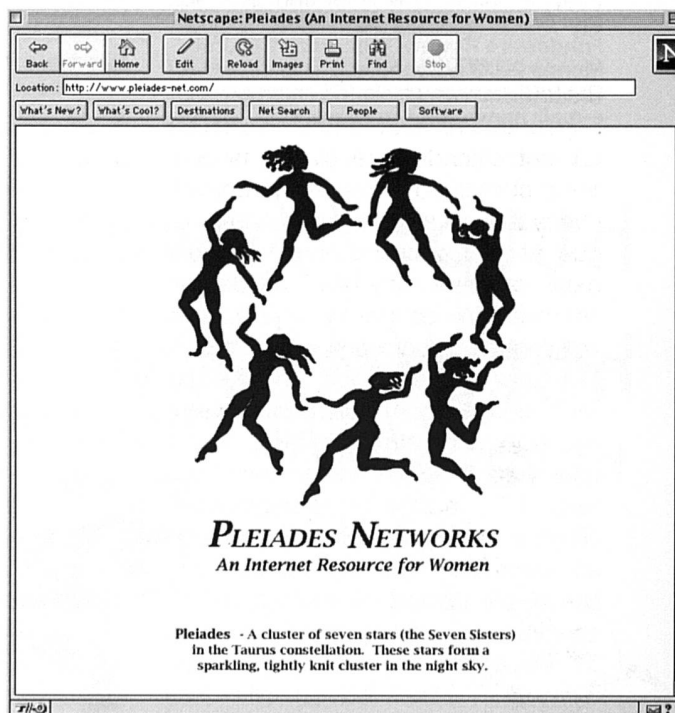 Netscape: Pleiades (An Internet Resource for Women)
Back Forward Home Edit Reload Images Print Find Stop
N
Location: http://www.pleiades-net.com/
What's New? What's Cool? Destinations Net Search People Software
PLEIADES NETWORKS
An Internet Resource for Women
Pleiades - A cluster of seven stars (the Seven Sisters)
in the Taurus constellation. These stars form a
sparkling, tightly knit cluster in the night sky.
?